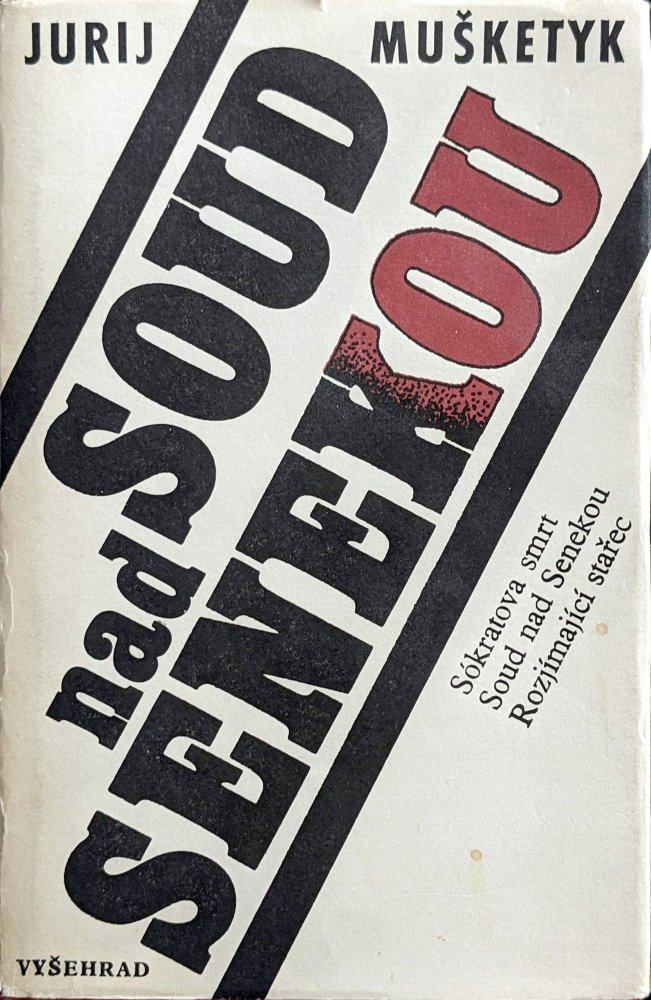 JURIJ MUŠKETYK
SOUD
nad
SENEKOU
Sókratova smrt
Soud nad Senekou
Rozjímající stařec
VYŠEHRAD